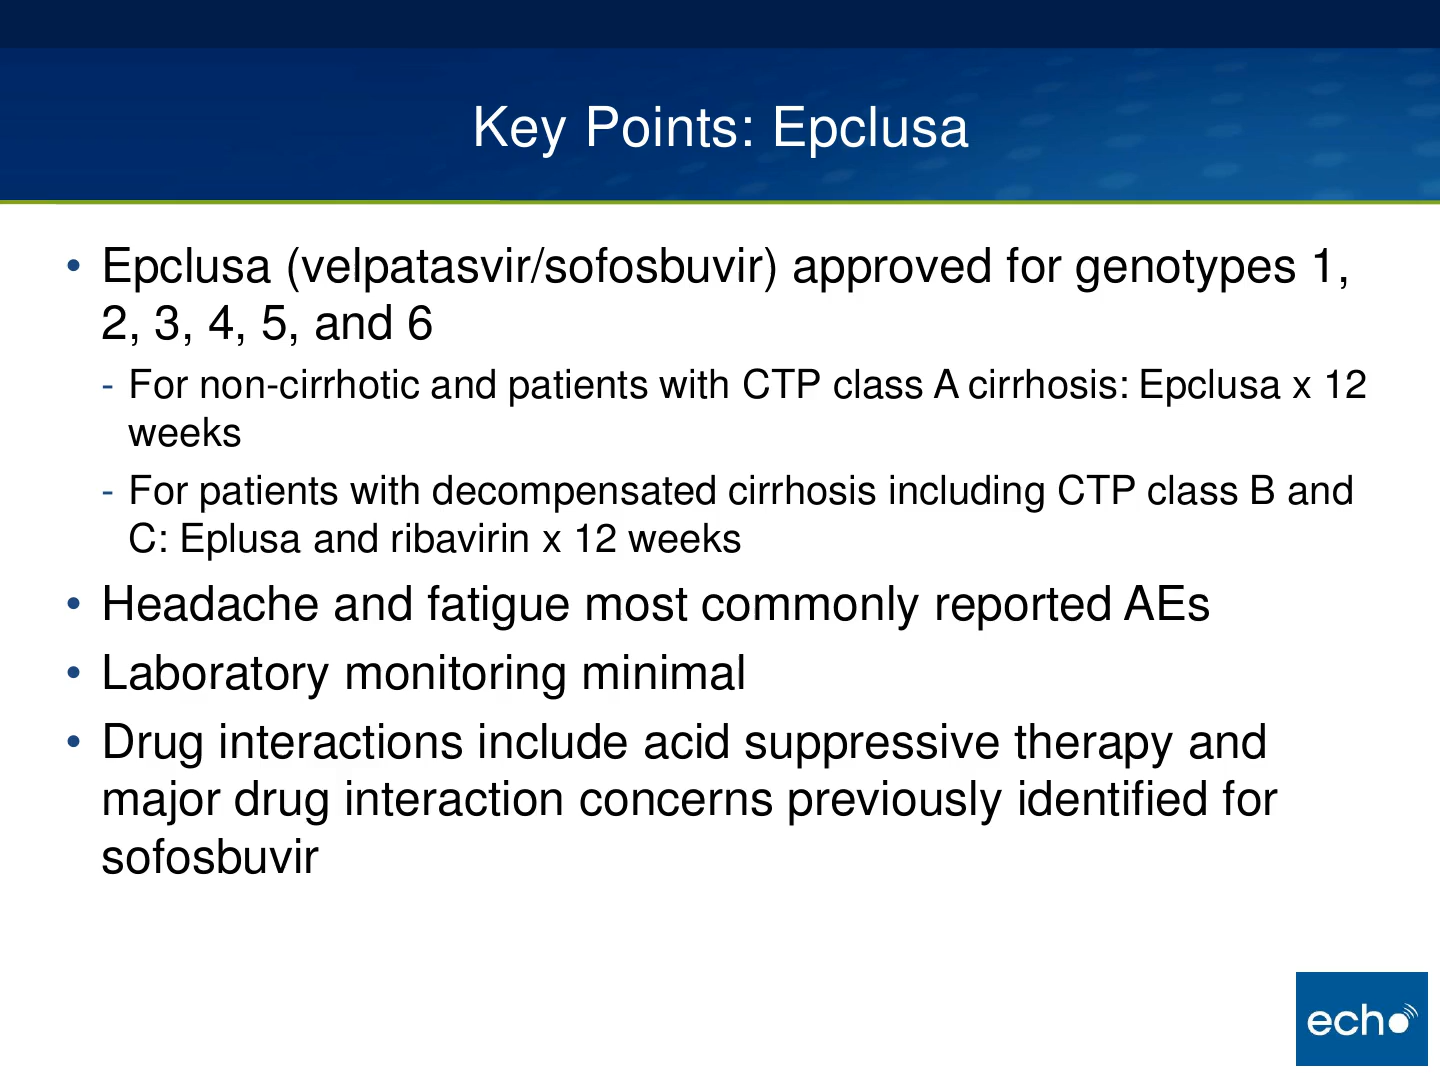 Key Points: Epclusa
• Epclusa (velpatasvir/sofosbuvir) approved for genotypes 1,
2, 3, 4, 5, and 6
- For non-cirrhotic and patients with CTP class A cirrhosis: Epclusa x 12
weeks
- For patients with decompensated cirrhosis including CTP class B and
C: Eplusa and ribavirin x 12 weeks
• Headache and fatigue most commonly reported AEs
• Laboratory monitoring minimal
• Drug interactions include acid suppressive therapy and
major drug interaction concerns previously identified for
sofosbuvir
echo